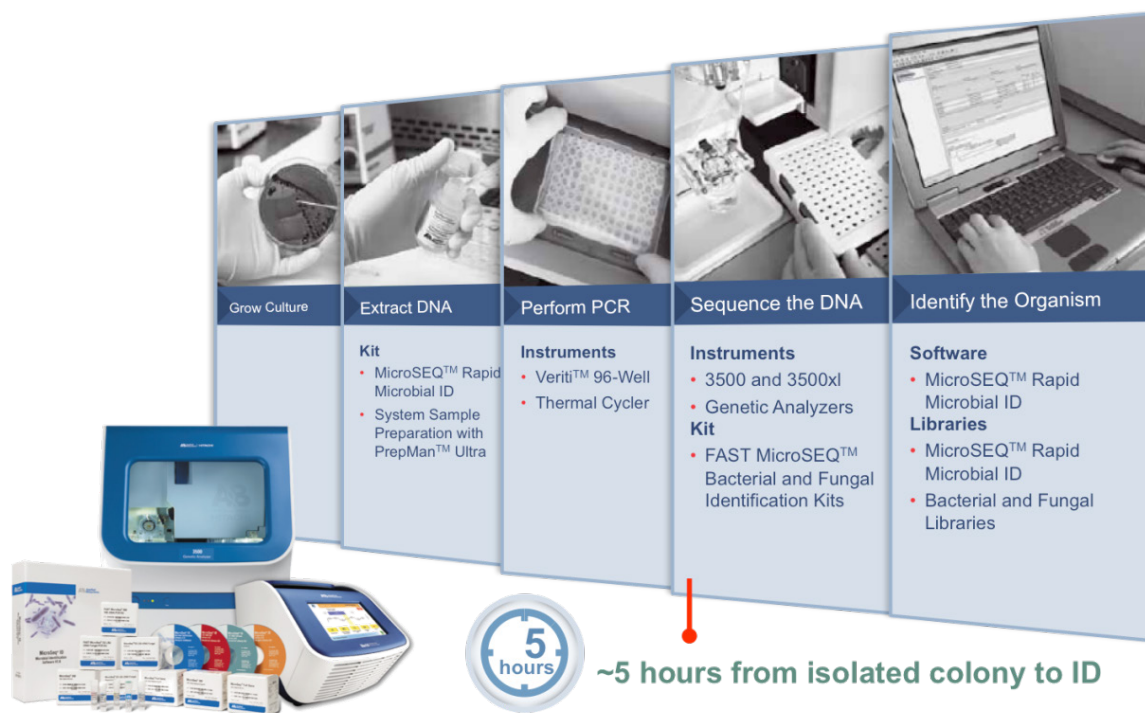 Grow Culture
Extract DNA
Kit
• MicroSEQ™ Rapid
Microbial ID
• System Sample
Preparation with
PrepMan™ Ultra
Perform PCR
Instruments
• Veriti™ 96-Well
• Thermal Cycler
Sequence the DNA
Instruments
• 3500 and 3500xl
• Genetic Analyzers
Kit
• FAST MicroSEQ™
Bacterial and Fungal
Identification Kits
Identify the Organism
Software
• MicroSEQ™ Rapid
Microbial ID
Libraries
• MicroSEQ™ Rapid
Microbial ID
• Bacterial and Fungal
Libraries
AB
5
hours
~5 hours from isolated colony to ID